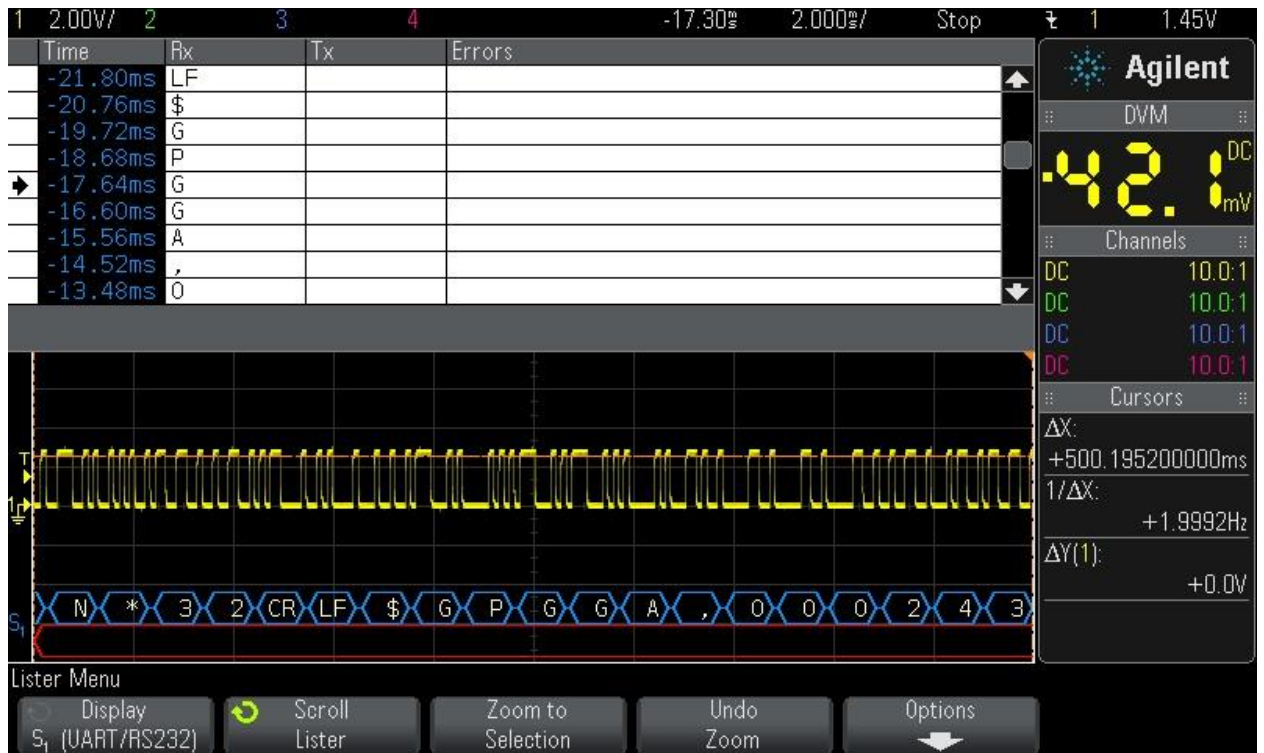 1 2.00V/ 2 3 4 -17.30ms 2.000ms/ Stop 1 1.45V
Time Rx Tx Errors
-21.80ms LF
-20.76ms $
-19.72ms G
-18.68ms P
-17.64ms G
-16.60ms G
-15.56ms A
-14.52ms ,
-13.48ms 0
Agilent
DVM
-42.1 DC mV
Channels
DC 10.0:1
DC 10.0:1
DC 10.0:1
DC 10.0:1
Cursors
ΔX:
+500.195200000ms
1/ΔX:
+1.9992Hz
ΔY(1):
+0.0V
T
1
S1 N * 3 2 CR LF $ G P G G A , 0 0 0 2 4 3
Lister Menu
Display
S1 (UART/RS232)
Scroll
Lister
Zoom to
Selection
Undo
Zoom
Options